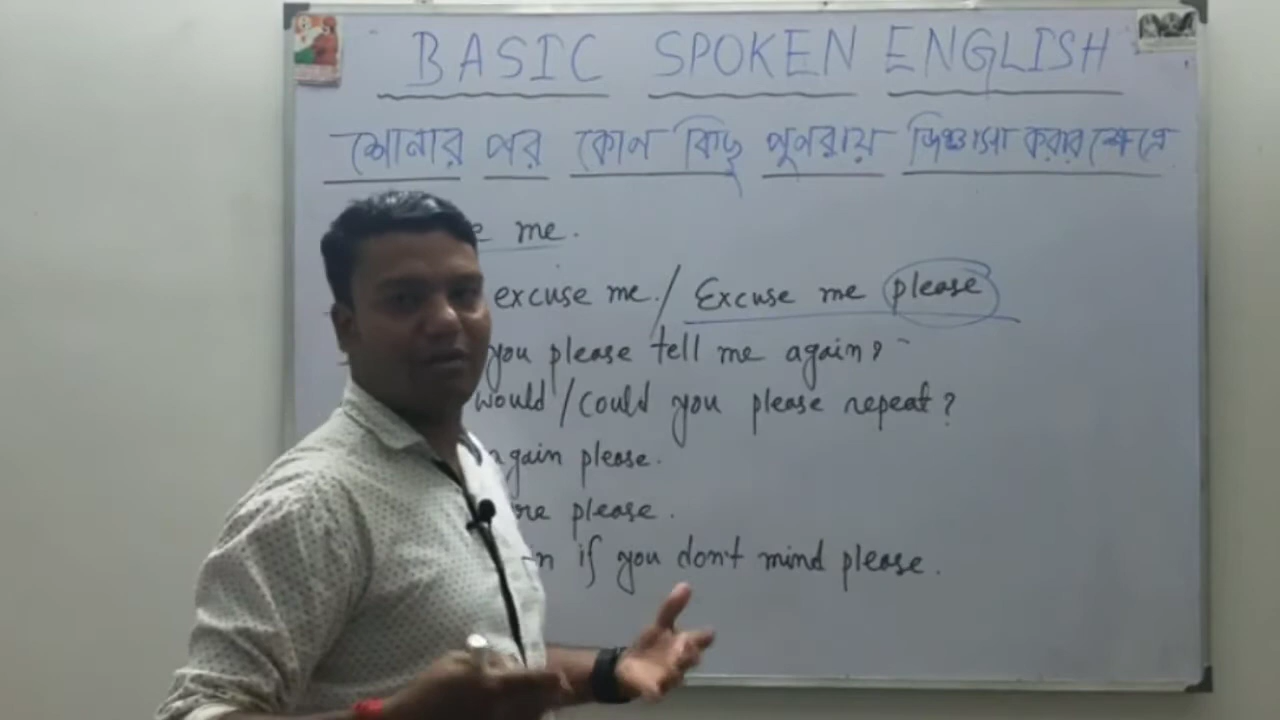 BASIC SPOKEN ENGLISH
শোনার পর কোন কিছু পুনরায় জিজ্ঞাসা করার ক্ষেত্রে
me.
excuse me. / Excuse me please
you please tell me again?
would / could you please repeat?
again please.
please.
if you don't mind please.